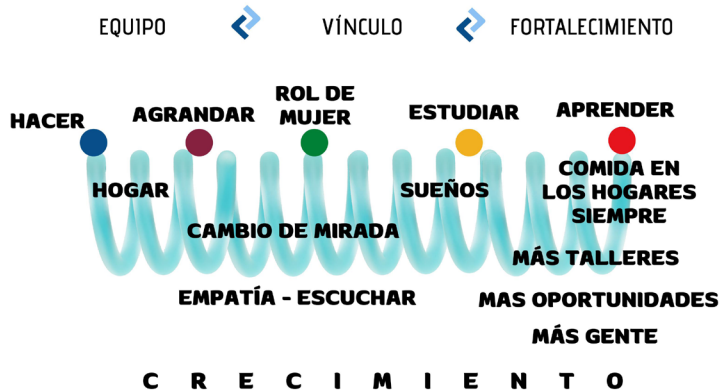 EQUIPO VÍNCULO FORTALECIMIENTO
HACER
AGRANDAR
ROL DE
MUJER
ESTUDIAR
APRENDER
HOGAR
SUEÑOS
COMIDA EN
LOS HOGARES
SIEMPRE
CAMBIO DE MIRADA
MÁS TALLERES
EMPATÍA - ESCUCHAR
MAS OPORTUNIDADES
MÁS GENTE
C R E C I M I E N T O